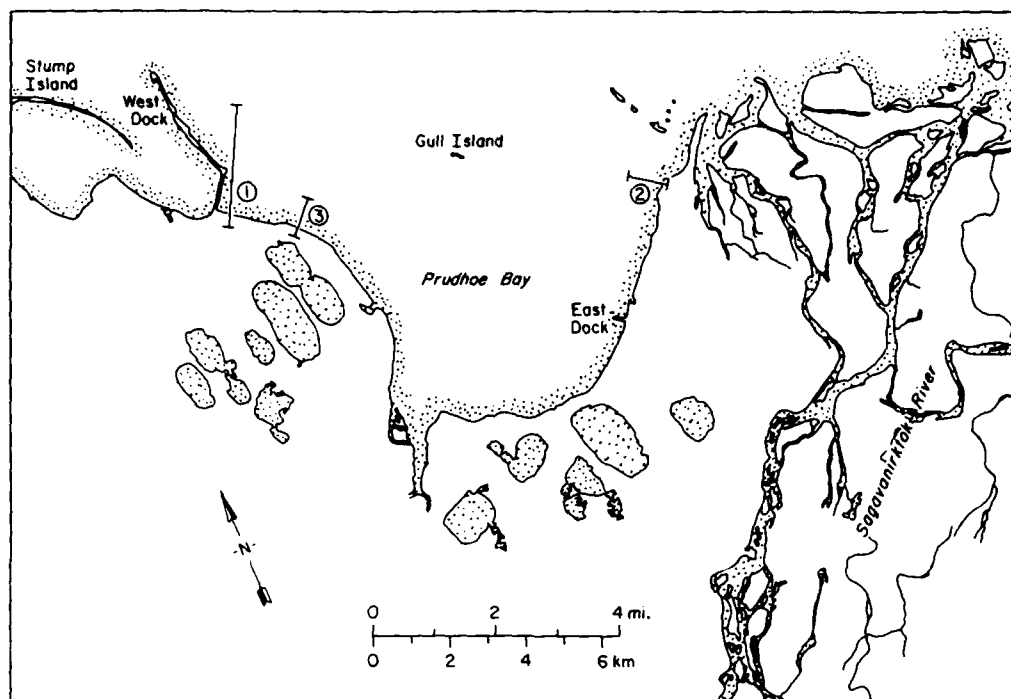 Stump
Island
West
Dock
Gull Island
①
②
③
Prudhoe Bay
East
Dock
Sagavanirktok River
-N-
0 2 4 mi.
0 2 4 6 km